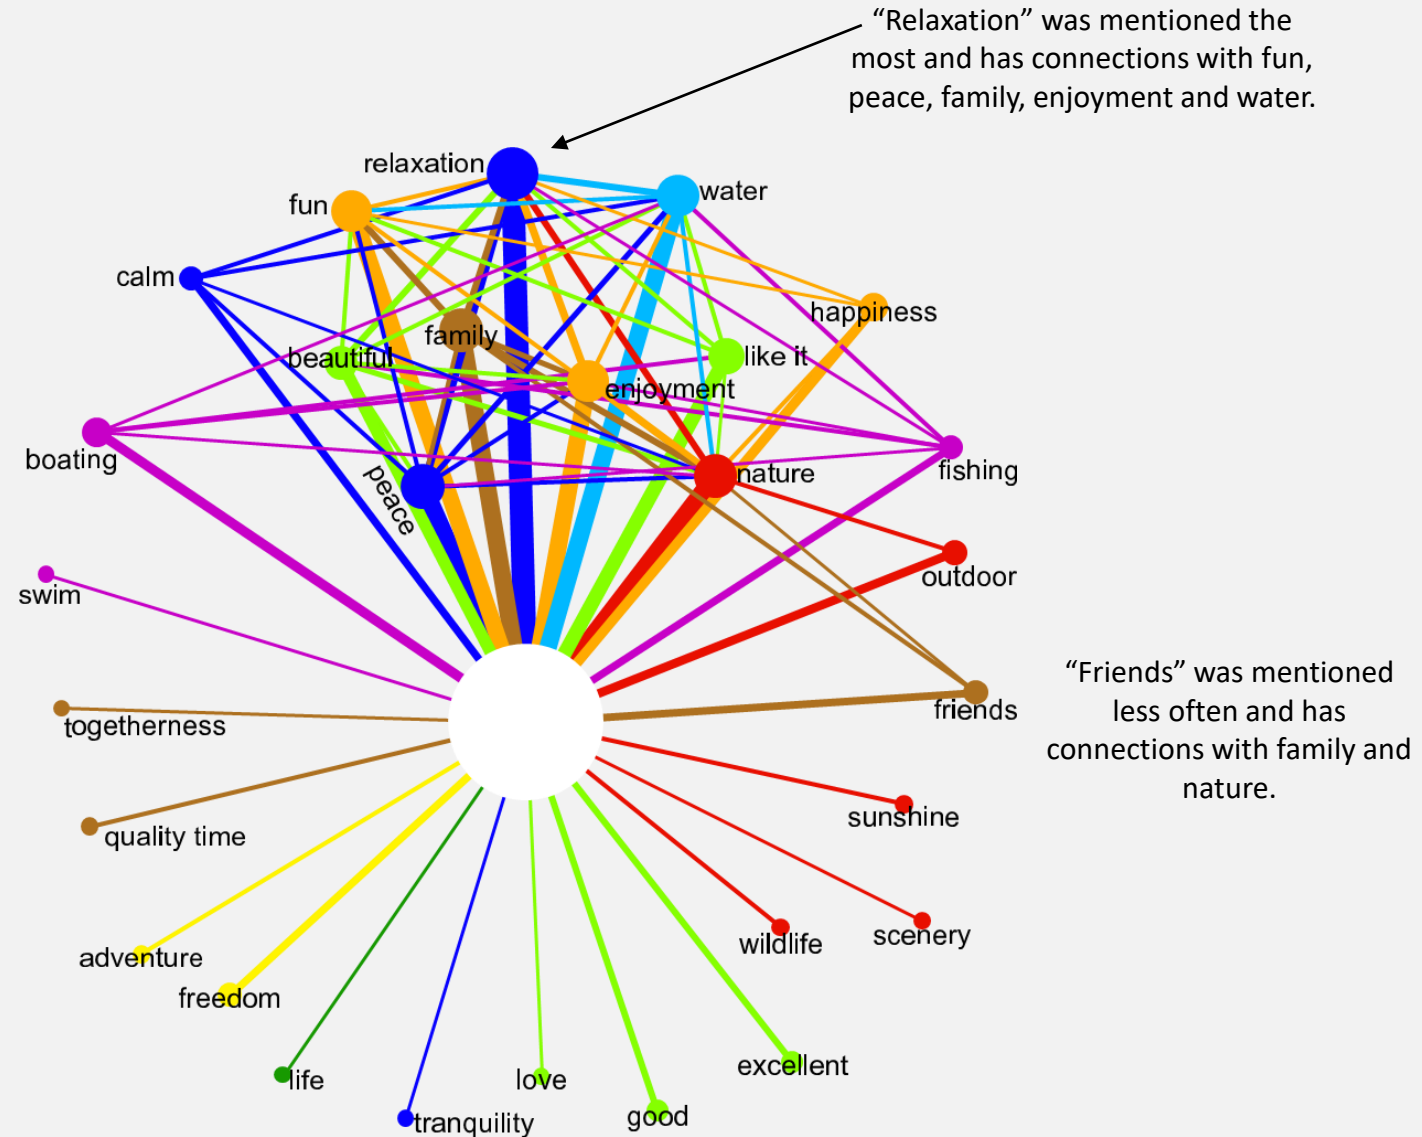 “Relaxation” was mentioned the
most and has connections with fun,
peace, family, enjoyment and water.
relaxation
water
fun
calm
happiness
family
beautiful
like it
enjoyment
boating
fishing
nature
peace
outdoor
swim
“Friends” was mentioned
less often and has
connections with family and
nature.
friends
togetherness
sunshine
quality time
scenery
wildlife
adventure
freedom
excellent
life
love
good
tranquility